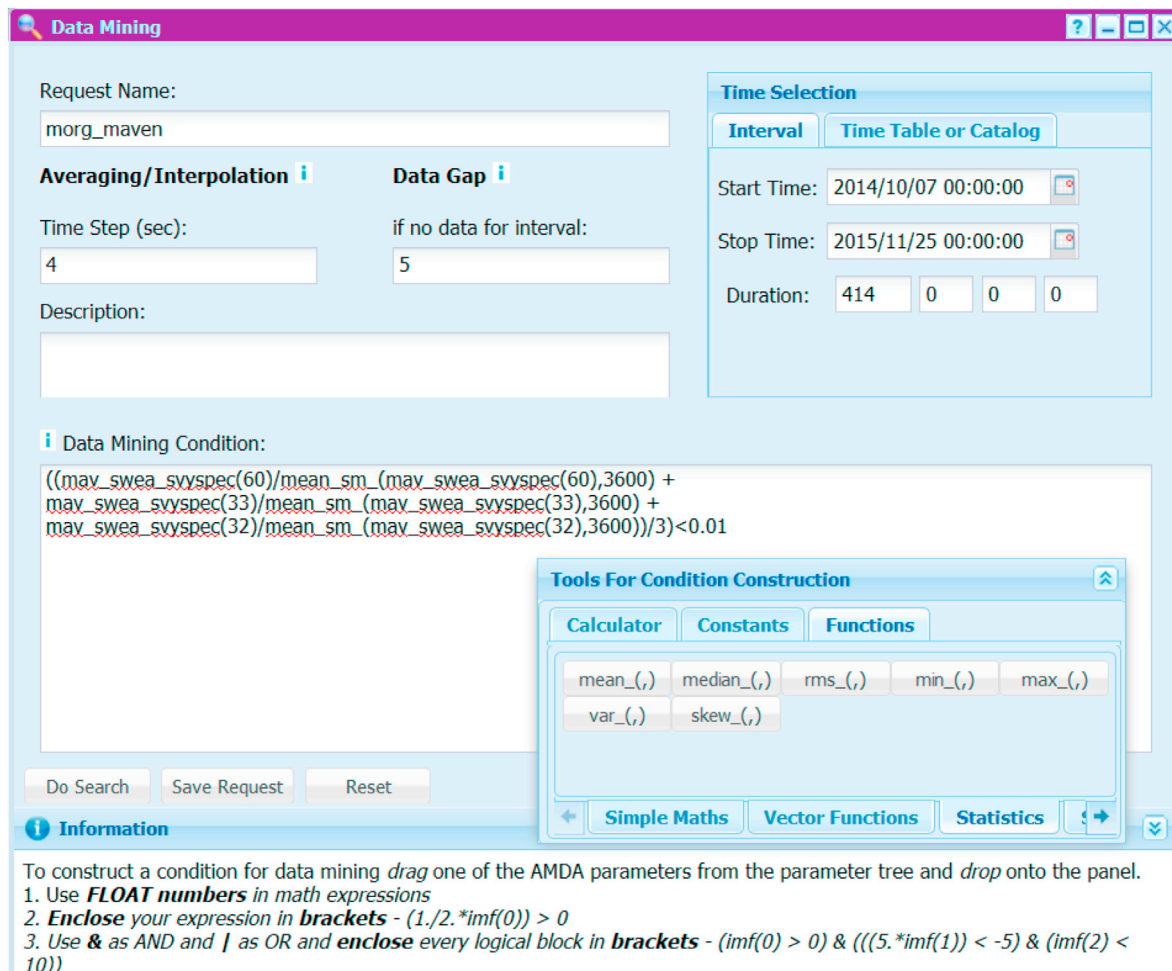 Data Mining
Request Name:
morg_maven
Averaging/Interpolation i
Data Gap i
Time Step (sec):
if no data for interval:
4
5
Description:
Time Selection
Interval
Time Table or Catalog
Start Time: 2014/10/07 00:00:00
Stop Time: 2015/11/25 00:00:00
Duration: 414 0 0 0
i Data Mining Condition:
((mav_swea_svyspec(60)/mean_sm_(mav_swea_svyspec(60),3600) +
mav_swea_svyspec(33)/mean_sm_(mav_swea_svyspec(33),3600) +
mav_swea_svyspec(32)/mean_sm_(mav_swea_svyspec(32),3600))/3)<0.01
Tools For Condition Construction
Calculator Constants Functions
mean_(,) median_(,) rms_(,) min_(,) max_(,)
var_(,) skew_(,)
Simple Maths Vector Functions Statistics
Do Search Save Request Reset
i Information
To construct a condition for data mining drag one of the AMDA parameters from the parameter tree and drop onto the panel.
1. Use FLOAT numbers in math expressions
2. Enclose your expression in brackets - (1./2.*imf(0)) > 0
3. Use & as AND and | as OR and enclose every logical block in brackets - (imf(0) > 0) & (((5.*imf(1)) < -5) & (imf(2) <
10))